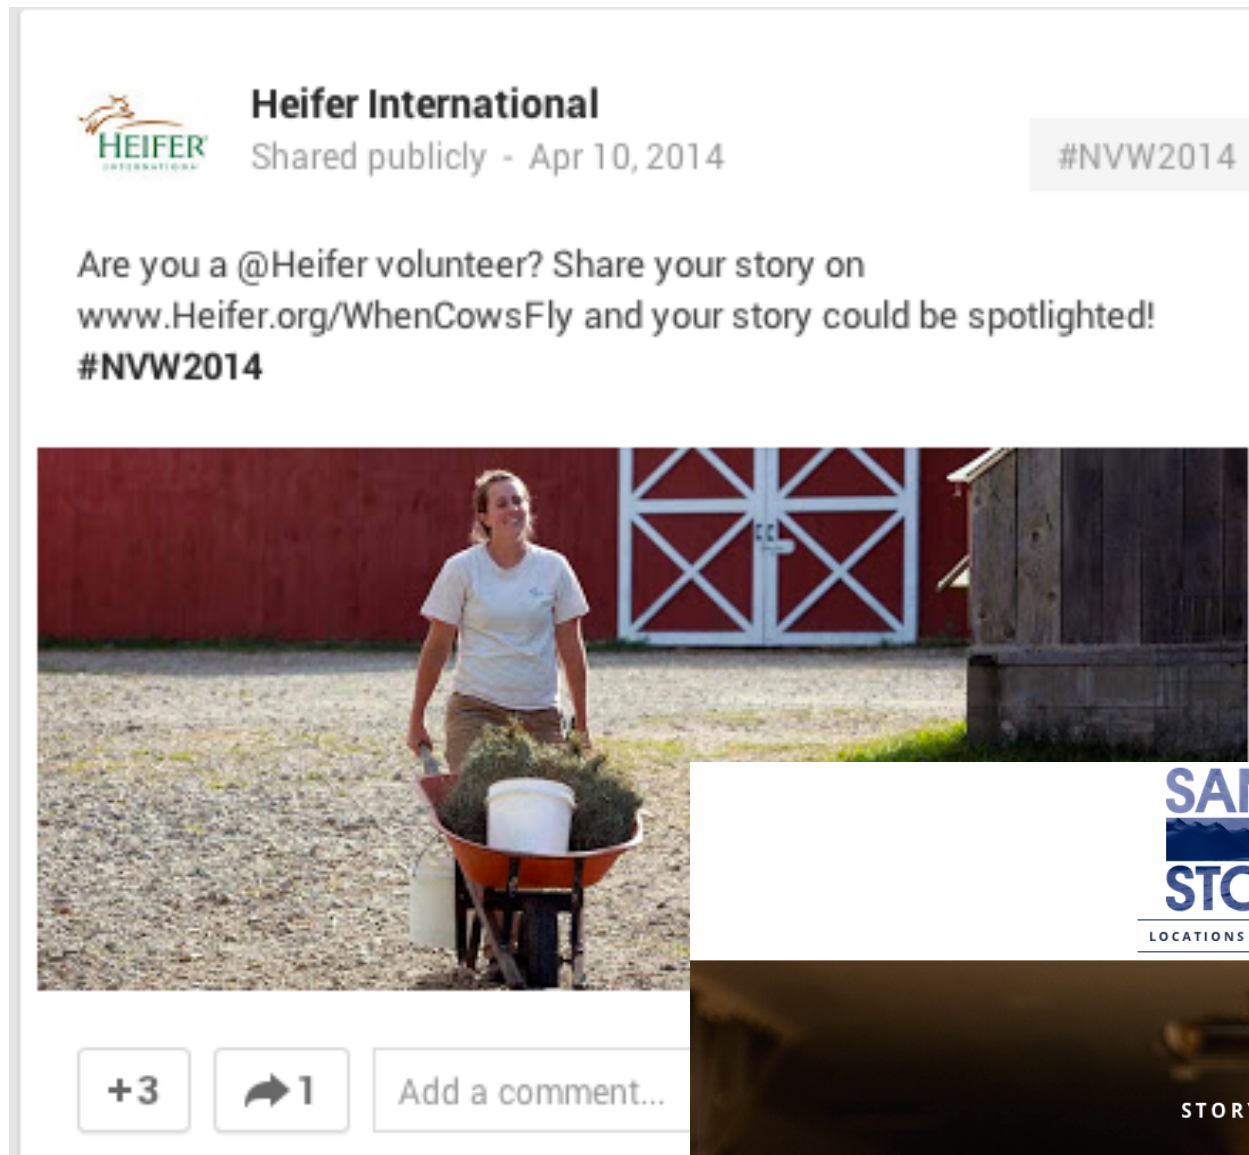 Heifer International
Shared publicly - Apr 10, 2014
#NVW2014
HEIFER
INTERNATIONAL
Are you a @Heifer volunteer? Share your story on
www.Heifer.org/WhenCowsFly and your story could be spotlighted!
#NVW2014
+3
1
Add a comment...
LOCATIONS